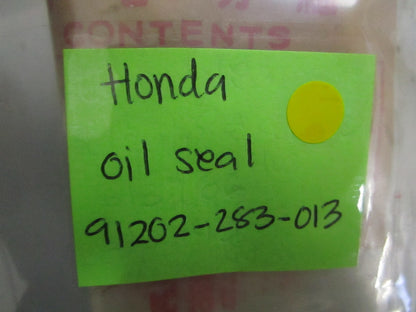 CONTENTS
Honda
oil seal
91202-283-013